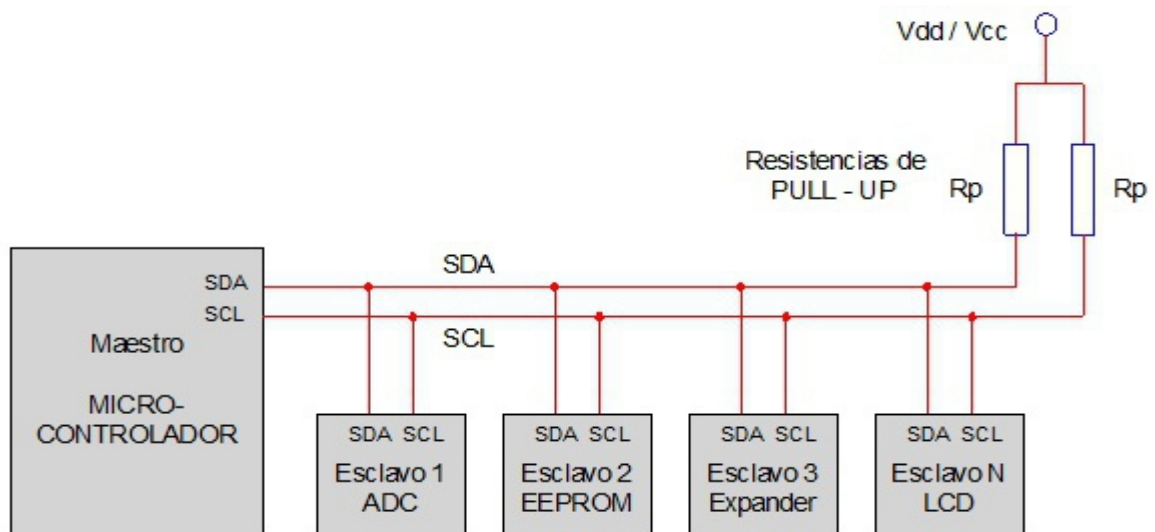 Vdd / Vcc
Resistencias de
PULL - UP
Rp
Rp
SDA
SCL
SDA
SCL
Maestro
MICRO-
CONTROLADOR
SDA SCL
Esclavo 1
ADC
SDA SCL
Esclavo 2
EEPROM
SDA SCL
Esclavo 3
Expander
SDA SCL
Esclavo N
LCD